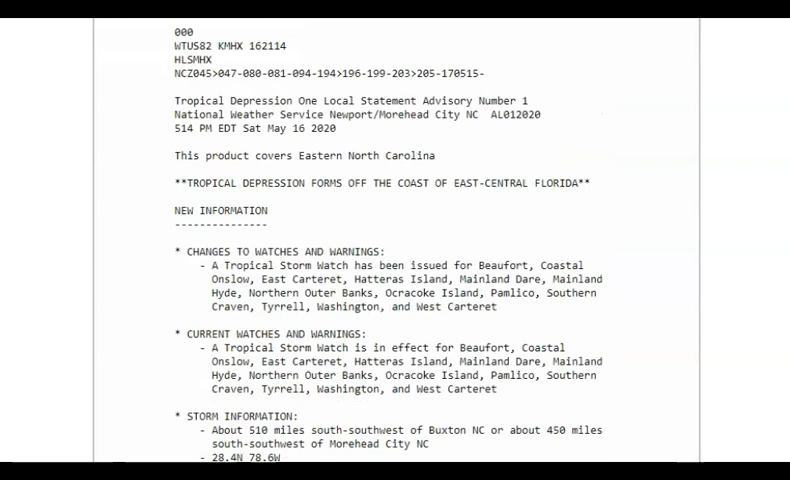 000
WTUS82 KMHX 162114
HLSMHX
NCZ045>047-080-081-094-194>196-199-203>205-170515-
Tropical Depression One Local Statement Advisory Number 1
National Weather Service Newport/Morehead City NC  AL012020
514 PM EDT Sat May 16 2020
This product covers Eastern North Carolina
**TROPICAL DEPRESSION FORMS OFF THE COAST OF EAST-CENTRAL FLORIDA**
NEW INFORMATION
---------------
* CHANGES TO WATCHES AND WARNINGS:
- A Tropical Storm Watch has been issued for Beaufort, Coastal
Onslow, East Carteret, Hatteras Island, Mainland Dare, Mainland
Hyde, Northern Outer Banks, Ocracoke Island, Pamlico, Southern
Craven, Tyrrell, Washington, and West Carteret
* CURRENT WATCHES AND WARNINGS:
- A Tropical Storm Watch is in effect for Beaufort, Coastal
Onslow, East Carteret, Hatteras Island, Mainland Dare, Mainland
Hyde, Northern Outer Banks, Ocracoke Island, Pamlico, Southern
Craven, Tyrrell, Washington, and West Carteret
* STORM INFORMATION:
- About 510 miles south-southwest of Buxton NC or about 450 miles
south-southwest of Morehead City NC
- 28.4N 78.6W